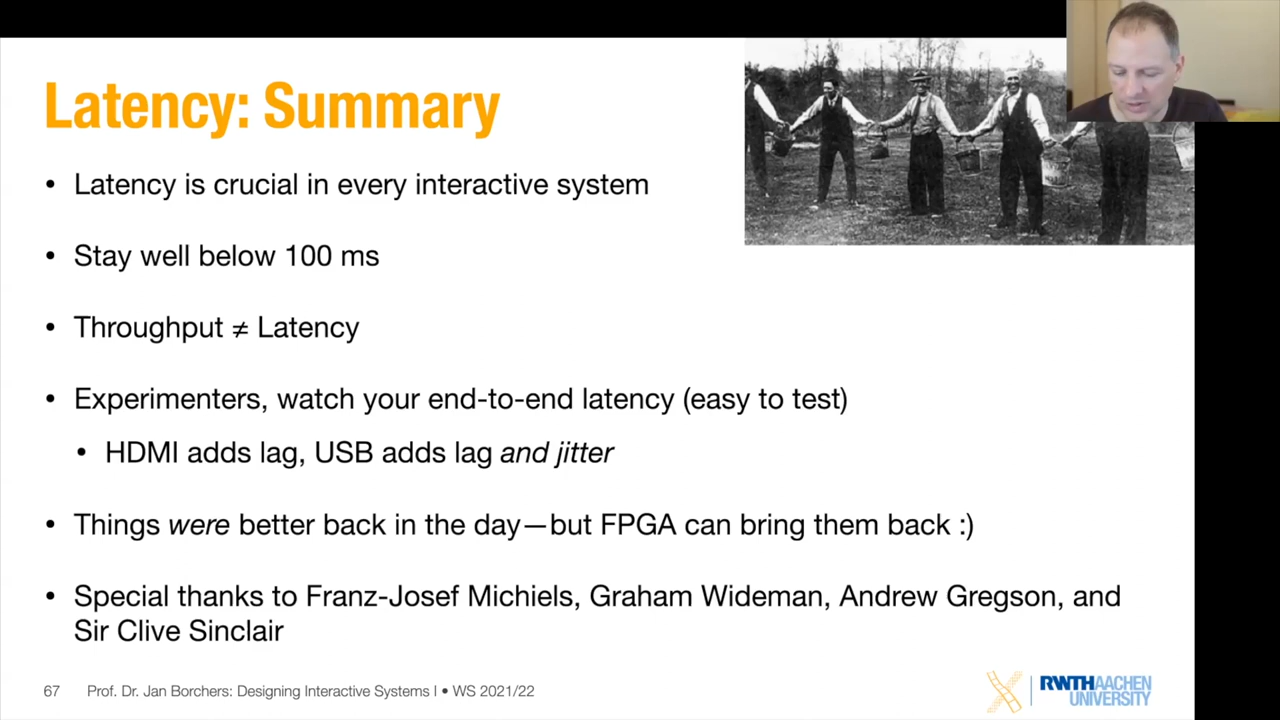 Latency: Summary
• Latency is crucial in every interactive system
• Stay well below 100 ms
• Throughput ≠ Latency
• Experimenters, watch your end-to-end latency (easy to test)
• HDMI adds lag, USB adds lag and jitter
• Things were better back in the day—but FPGA can bring them back :)
• Special thanks to Franz-Josef Michiels, Graham Wideman, Andrew Gregson, and
Sir Clive Sinclair
67 Prof. Dr. Jan Borchers: Designing Interactive Systems I • WS 2021/22
RWTHAACHEN
UNIVERSITY